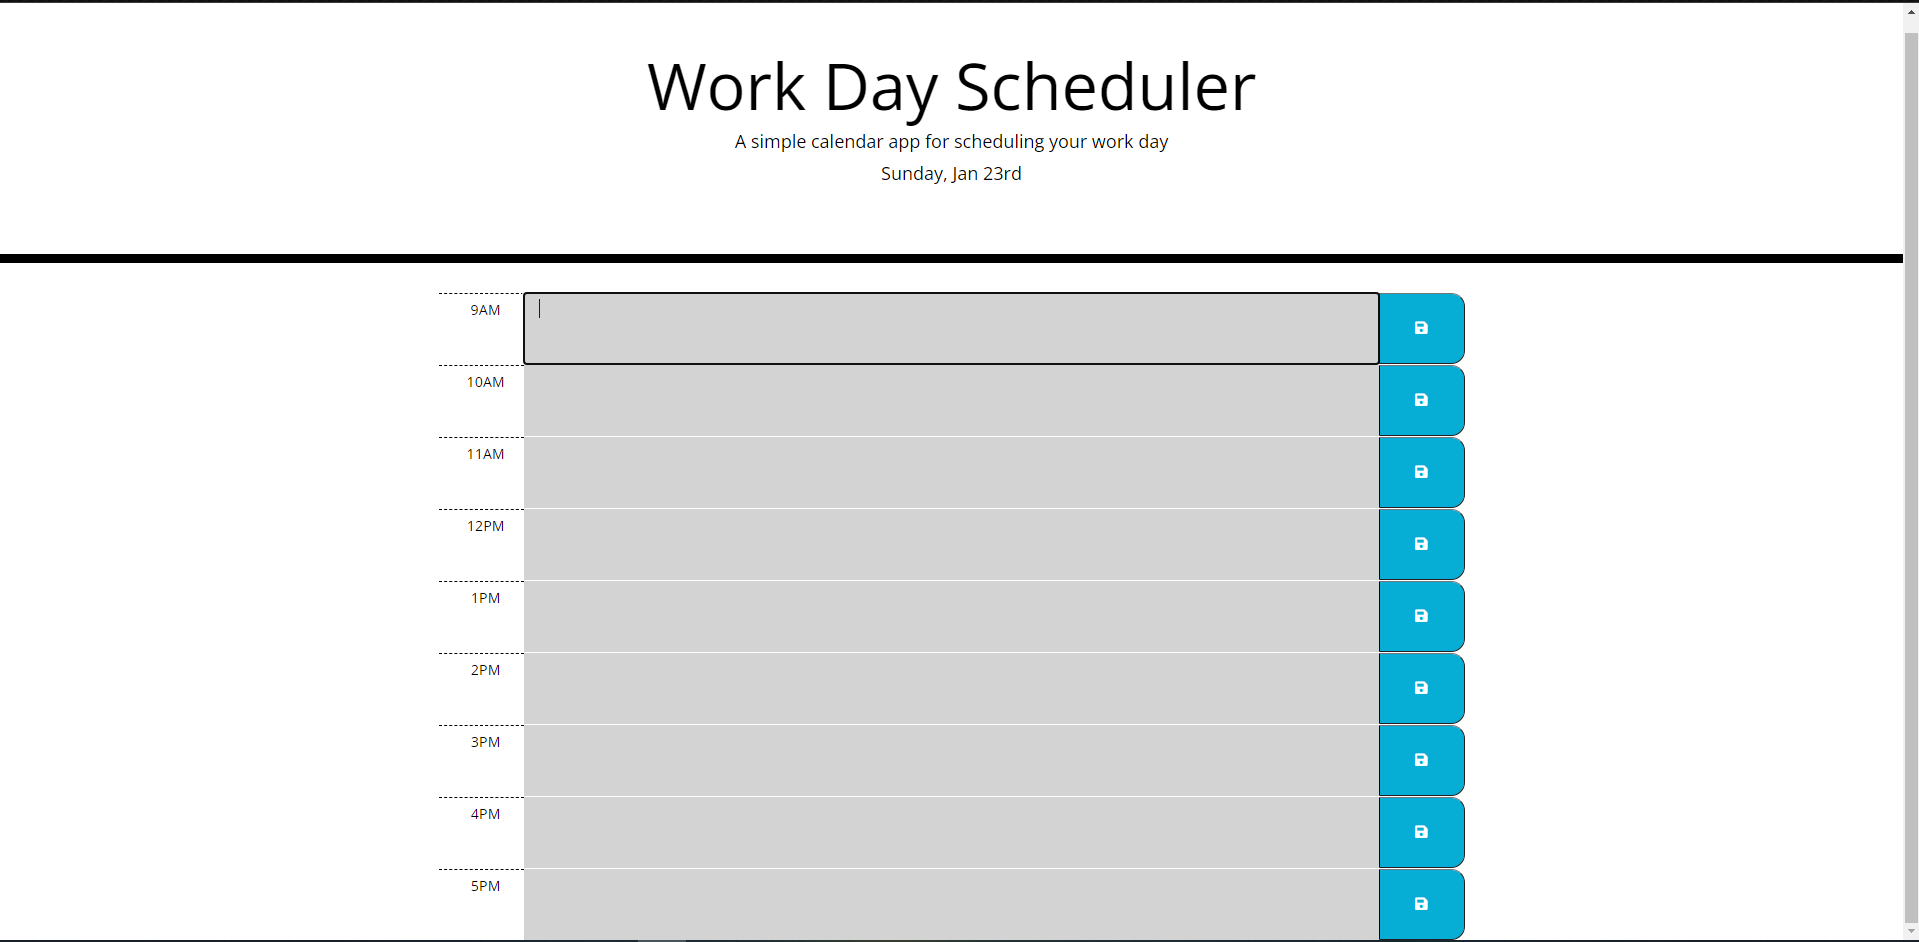 Work Day Scheduler
A simple calendar app for scheduling your work day
Sunday, Jan 23rd
9AM
10AM
11AM
12PM
1PM
2PM
3PM
4PM
5PM